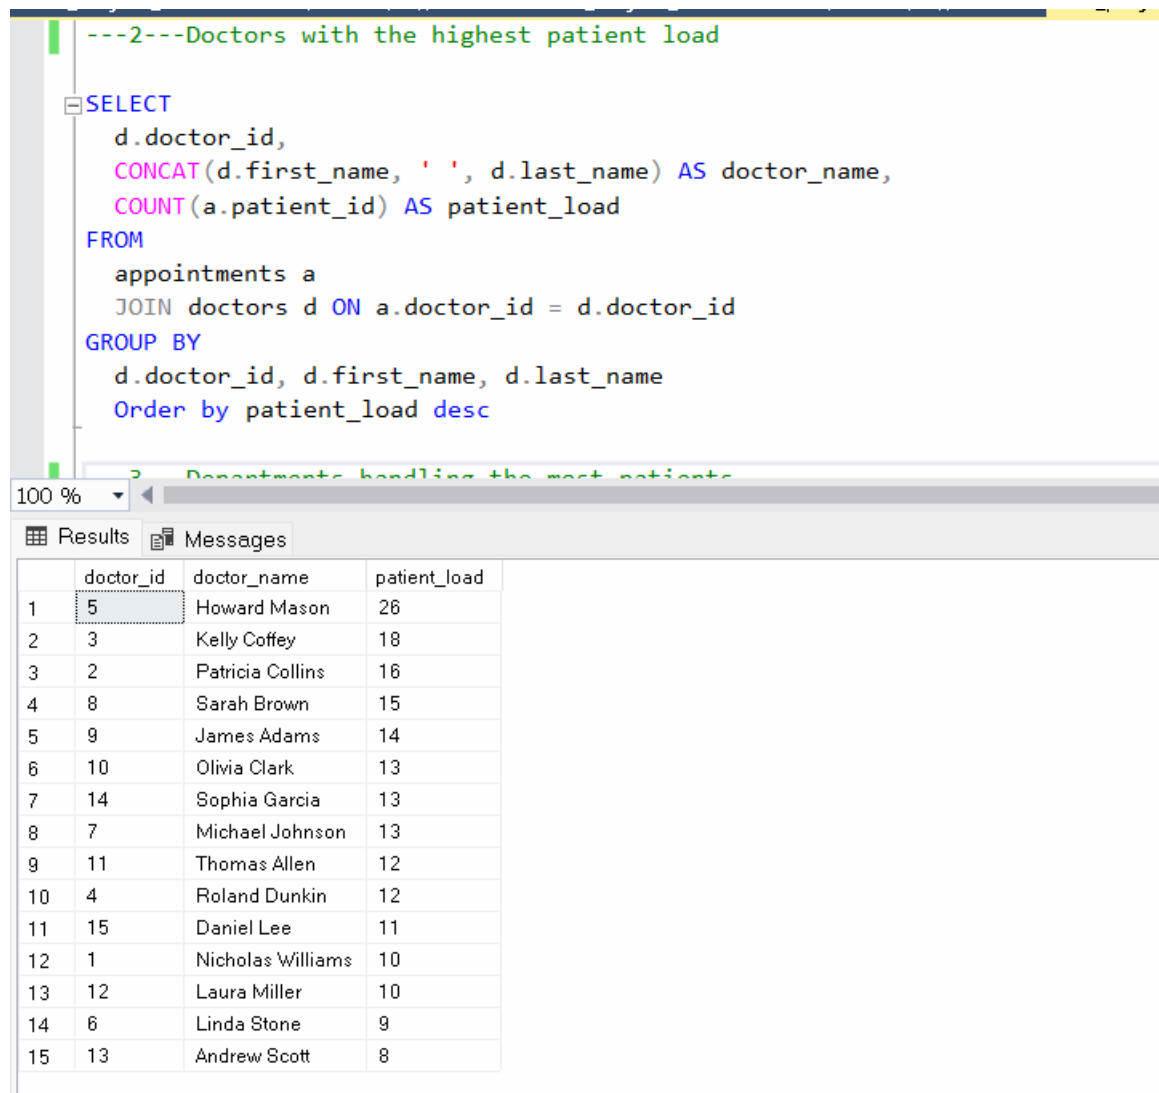 ---2---Doctors with the highest patient load
SELECT
d.doctor_id,
CONCAT(d.first_name, ' ', d.last_name) AS doctor_name,
COUNT(a.patient_id) AS patient_load
FROM
appointments a
JOIN doctors d ON a.doctor_id = d.doctor_id
GROUP BY
d.doctor_id, d.first_name, d.last_name
Order by patient_load desc
3 Departments handling the most patients
100 %
Results Messages
doctor_id doctor_name patient_load
1 5 Howard Mason 26
2 3 Kelly Coffey 18
3 2 Patricia Collins 16
4 8 Sarah Brown 15
5 9 James Adams 14
6 10 Olivia Clark 13
7 14 Sophia Garcia 13
8 7 Michael Johnson 13
9 11 Thomas Allen 12
10 4 Roland Dunkin 12
11 15 Daniel Lee 11
12 1 Nicholas Williams 10
13 12 Laura Miller 10
14 6 Linda Stone 9
15 13 Andrew Scott 8